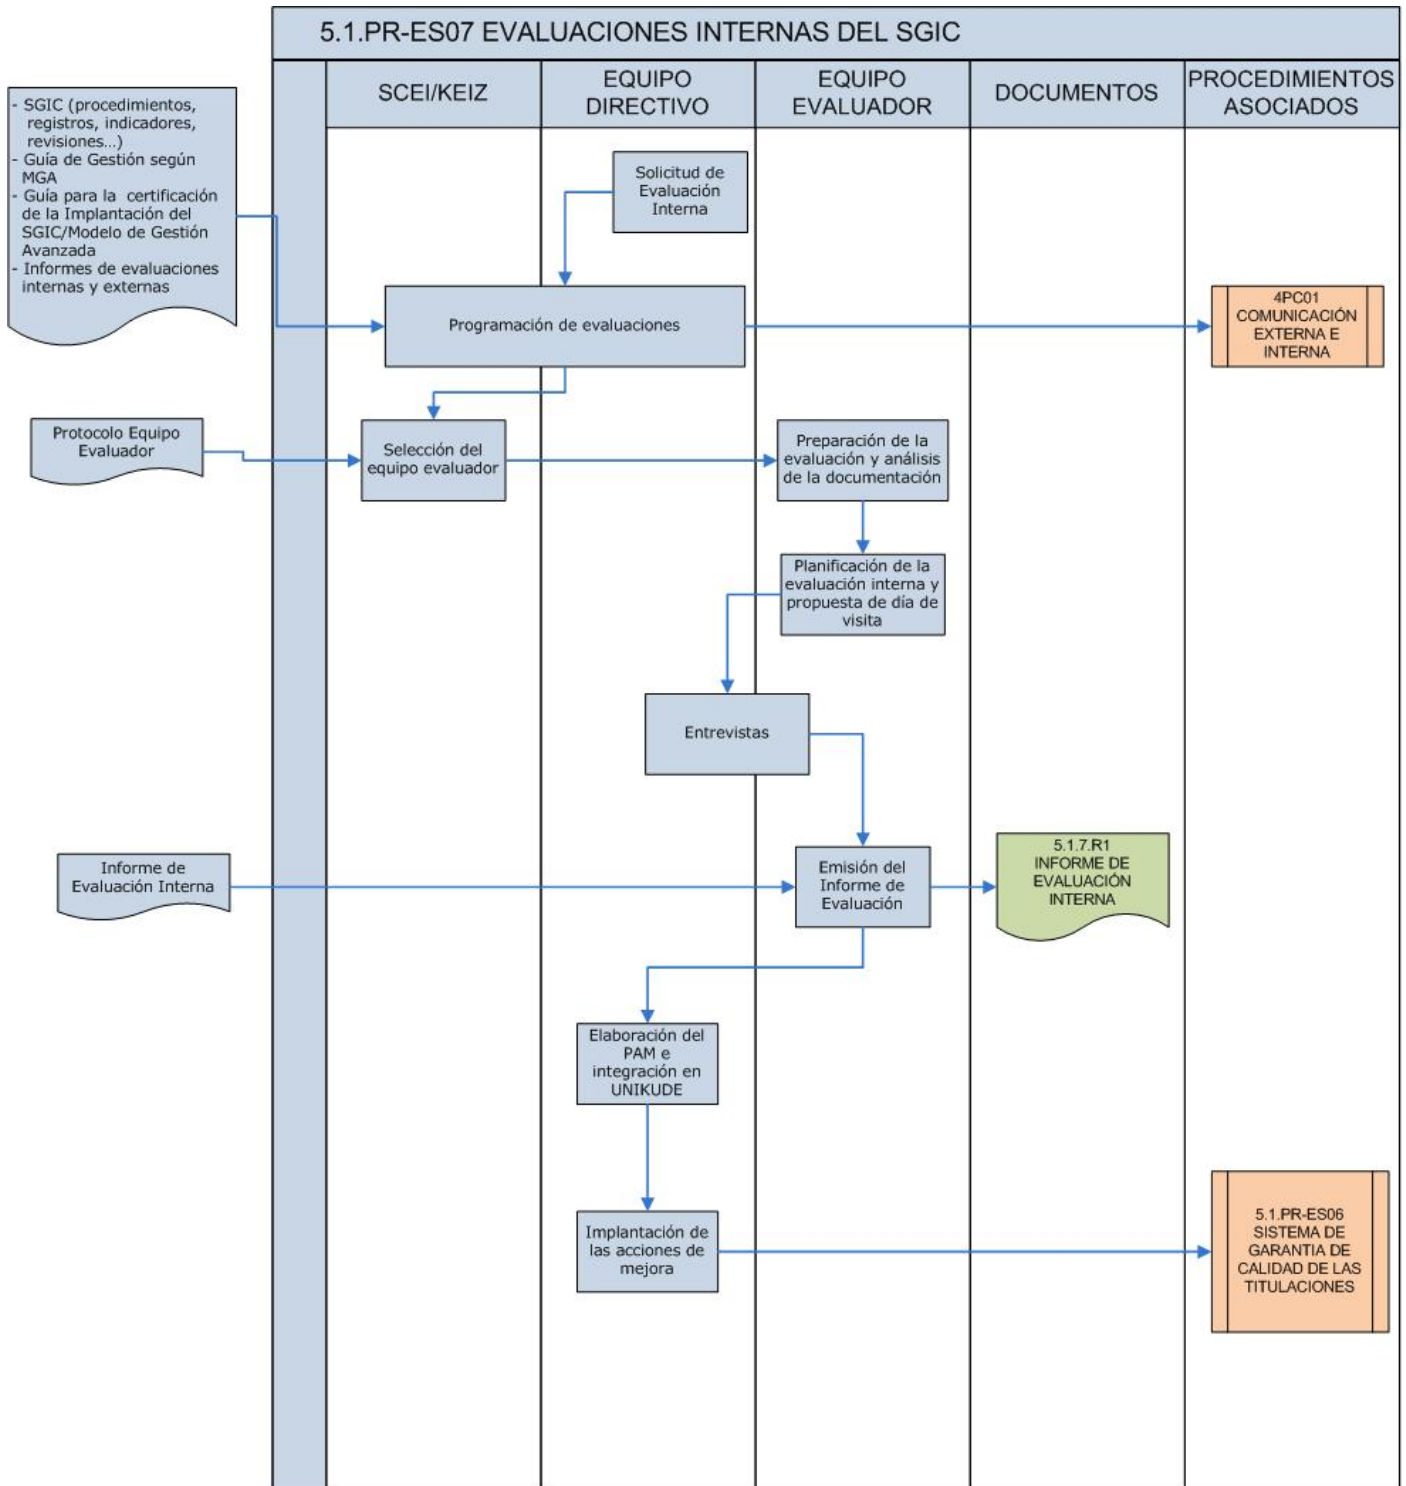 5.1.PR-ES07 EVALUACIONES INTERNAS DEL SGIC
SCEI/KEIZ
EQUIPO
DIRECTIVO
EQUIPO
EVALUADOR
DOCUMENTOS
PROCEDIMIENTOS
ASOCIADOS
- SGIC (procedimientos,
registros, indicadores,
revisiones...)
- Guía de Gestión según
MGA
- Guía para la certificación
de la Implantación del
SGIC/Modelo de Gestión
Avanzada
- Informes de evaluaciones
internas y externas
Solicitud de
Evaluación
Interna
Programación de evaluaciones
4PC01
COMUNICACIÓN
EXTERNA E
INTERNA
Protocolo Equipo
Evaluador
Selección del
equipo evaluador
Preparación de la
evaluación y análisis
de la documentación
Planificación de la
evaluación interna y
propuesta de día de
visita
Entrevistas
Informe de
Evaluación Interna
Emisión del
Informe de
Evaluación
5.1.7.R1
INFORME DE
EVALUACIÓN
INTERNA
Elaboración del
PAM e
integración en
UNIKUDE
Implantación de
las acciones de
mejora
5.1.PR-ES06
SISTEMA DE
GARANTIA DE
CALIDAD DE LAS
TITULACIONES